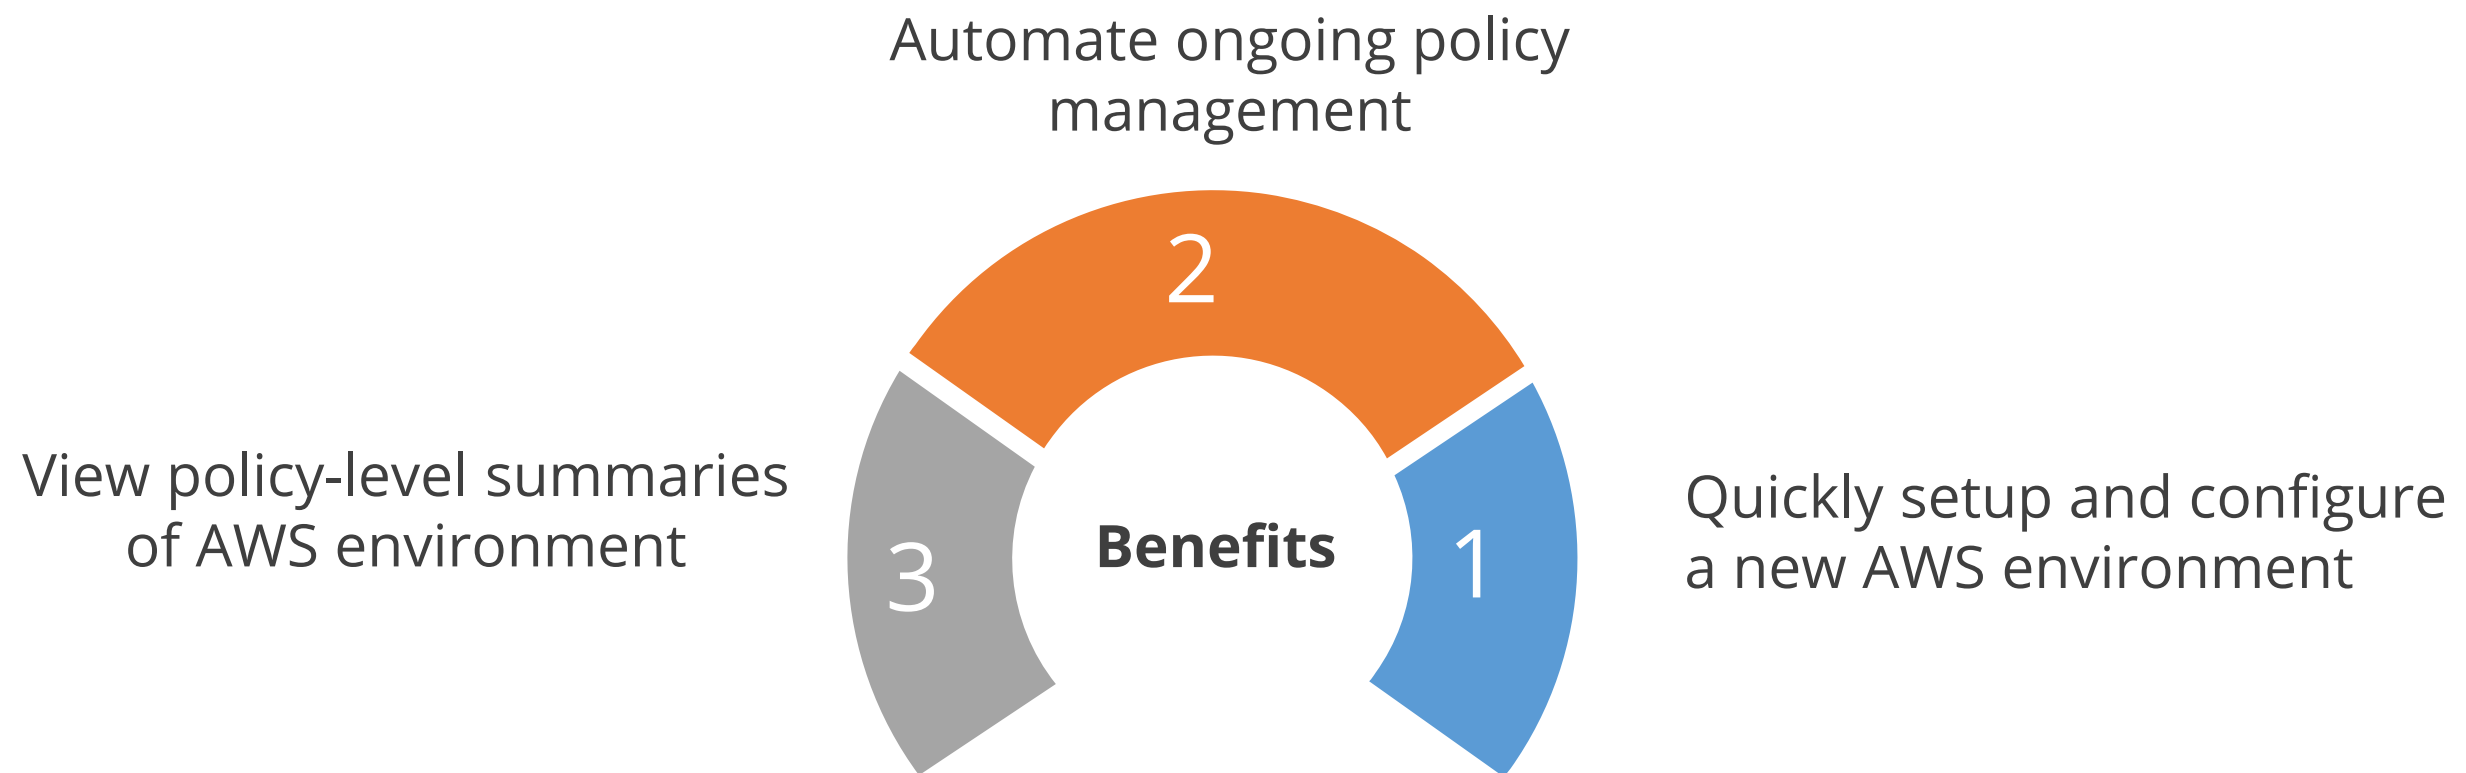 Automate ongoing policy
management
2
View policy-level summaries
of AWS environment
3
Benefits
1
Quickly setup and configure
a new AWS environment